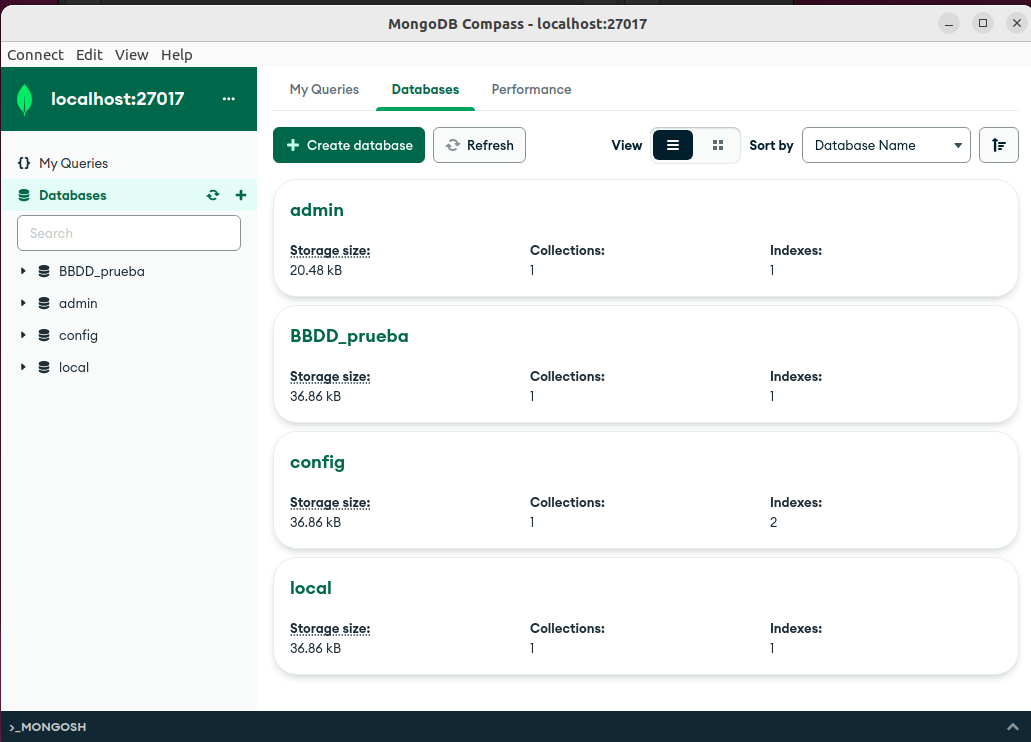 MongoDB Compass - localhost:27017
Connect Edit View Help
localhost:27017 ...
My Queries Databases Performance
{} My Queries
Databases
Search
BBDD_prueba
admin
config
local
Create database Refresh View Sort by Database Name
admin
Storage size: Collections: Indexes:
20.48 kB 1 1
BBDD_prueba
Storage size: Collections: Indexes:
36.86 kB 1 1
config
Storage size: Collections: Indexes:
36.86 kB 1 2
local
Storage size: Collections: Indexes:
36.86 kB 1 1
>_MONGOSH